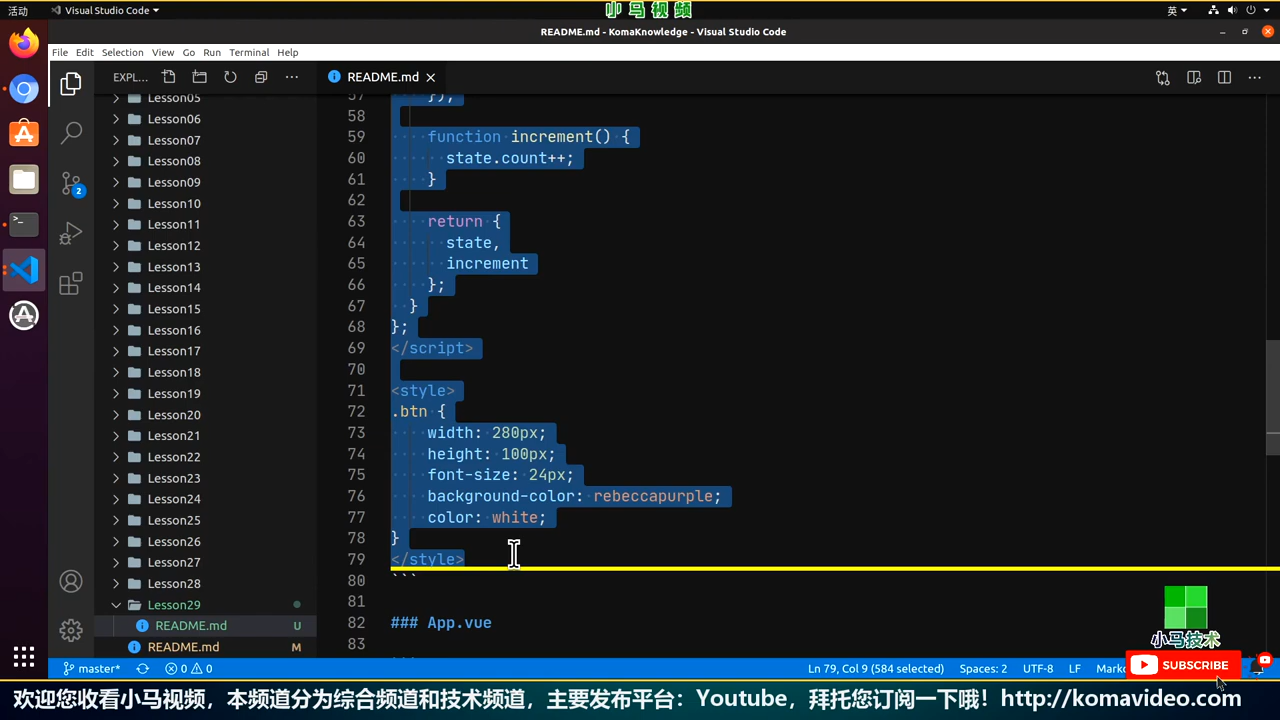 活动
Visual Studio Code
小马视频
英
README.md - KomaKnowledge - Visual Studio Code
File Edit Selection View Go Run Terminal Help
EXPL...
README.md
Lesson05
Lesson06
Lesson07
Lesson08
Lesson09
Lesson10
Lesson11
Lesson12
Lesson13
Lesson14
Lesson15
Lesson16
Lesson17
Lesson18
Lesson19
Lesson20
Lesson21
Lesson22
Lesson23
Lesson24
Lesson25
Lesson26
Lesson27
Lesson28
Lesson29
README.md U
README.md M
2
57 });
58
59 function increment() {
60 state.count++;
61 }
62
63 return {
64 state,
65 increment
66 };
67 }
68 };
69 </script>
70
71 <style>
72 .btn {
73 width: 280px;
74 height: 100px;
75 font-size: 24px;
76 background-color: rebeccapurple;
77 color: white;
78 }
79 </style>
80 ```
81
82 ### App.vue
83
小马技术
SUBSCRIBE
master* 0 0 Ln 79, Col 9 (584 selected) Spaces: 2 UTF-8 LF
欢迎您收看小马视频，本频道分为综合频道和技术频道，主要发布平台：Youtube，拜托您订阅一下哦！http://komavideo.com